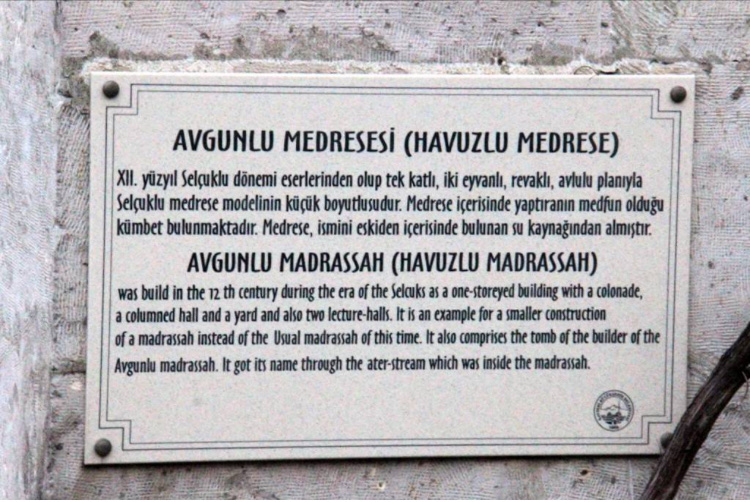 AVGUNLU MEDRESESİ (HAVUZLU MEDRESE)
XII. yüzyıl Selçuklu dönemi eserlerinden olup tek katlı, iki eyvanlı, revaklı, avlulu planıyla
Selçuklu medrese modelinin küçük boyutlusudur. Medrese içerisinde yaptıranın medfun olduğu
kümbet bulunmaktadır. Medrese, ismini eskiden içerisinde bulunan su kaynağından almıştır.
AVGUNLU MADRASSAH (HAVUZLU MADRASSAH)
was build in the 12 th century during the era of the Selcuks as a one-storeyed building with a colonade,
a columned hall and a yard and also two lecture-halls. It is an example for a smaller construction
of a madrassah instead of the Usual madrassah of this time. It also comprises the tomb of the builder of the
Avgunlu madrassah. It got its name through the ater-stream which was inside the madrassah.